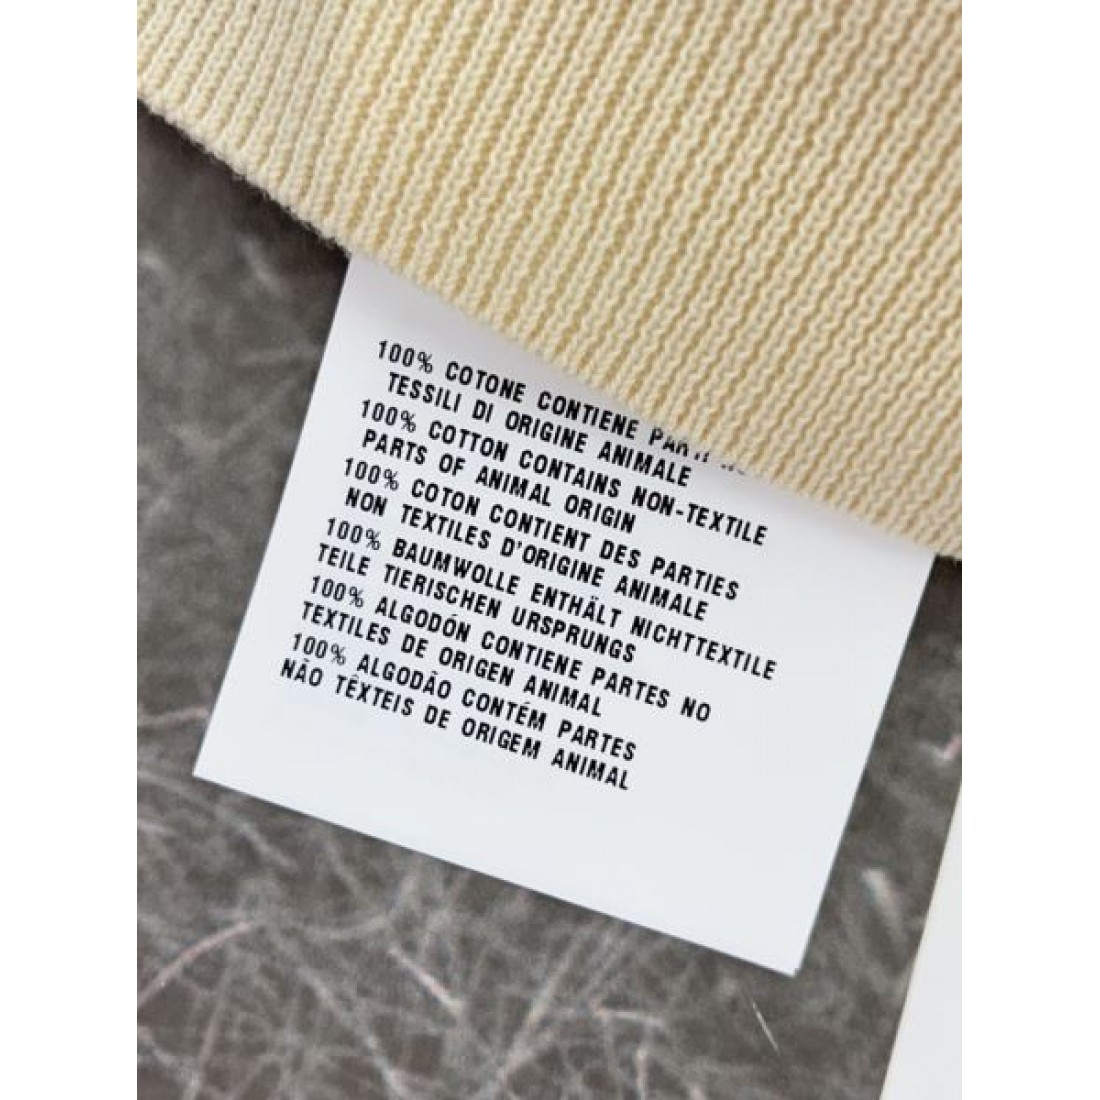 100% COTONE CONTIENE PARTI
TESSILI DI ORIGINE ANIMALE
100% COTTON CONTAINS NON-TEXTILE
PARTS OF ANIMAL ORIGIN
100% COTON CONTIENT DES PARTIES
NON TEXTILES D'ORIGINE ANIMALE
100% BAUMWOLLE ENTHÄLT NICHTTEXTILE
TEILE TIERISCHEN URSPRUNGS
100% ALGODÓN CONTIENE PARTES NO
TEXTILES DE ORIGEN ANIMAL
100% ALGODÃO CONTÉM PARTES
NÃO TÊXTEIS DE ORIGEM ANIMAL